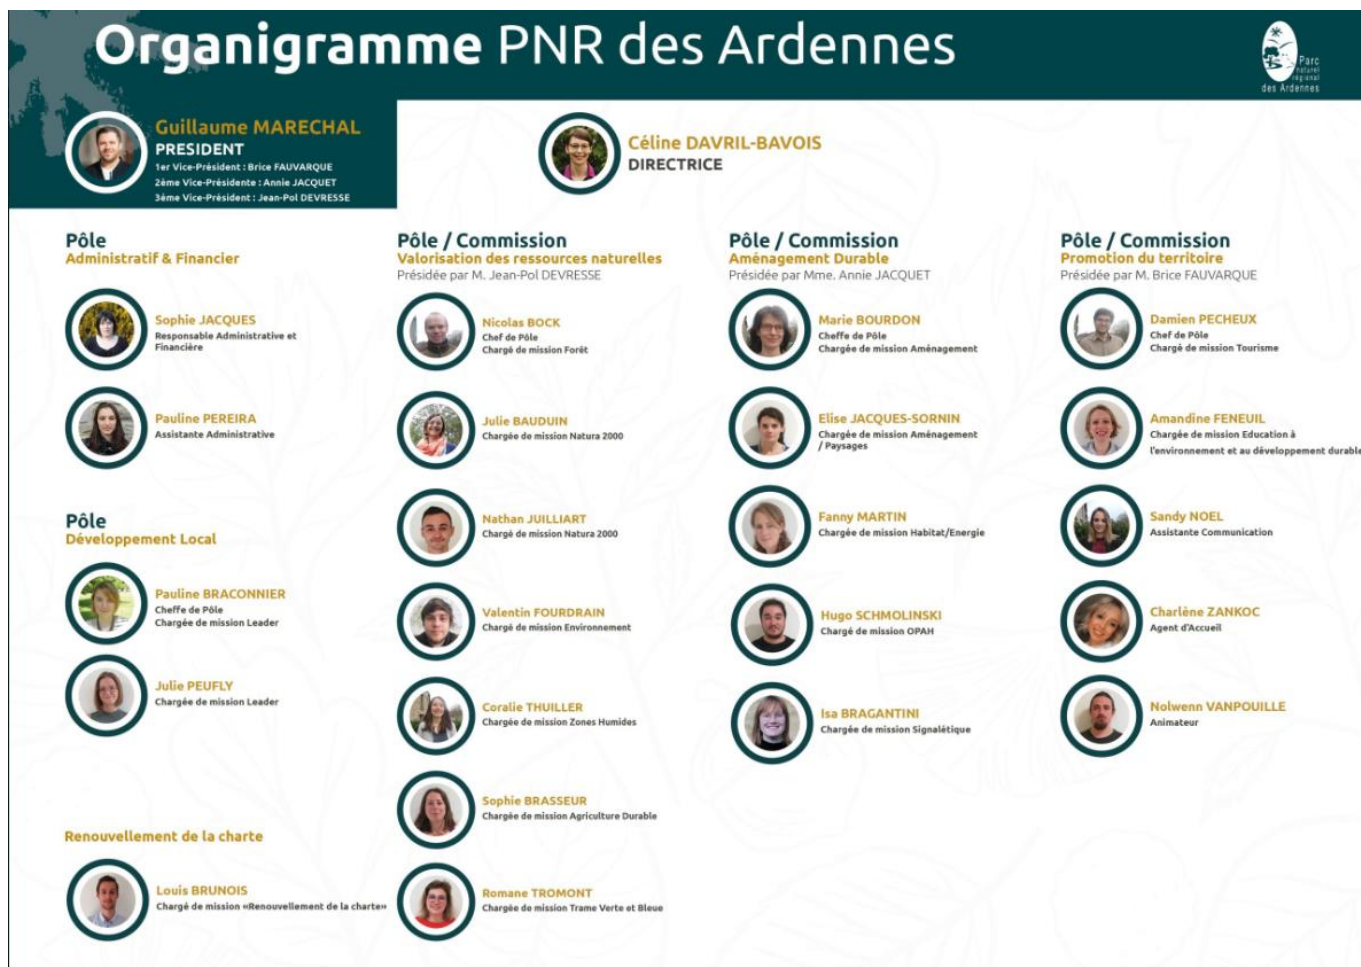 Organigramme PNR des Ardennes
Parc
naturel
régional
des Ardennes
Guillaume MARECHAL
PRESIDENT
1er Vice-Président : Brice FAUVARQUE
2ème Vice-Présidente : Annie JACQUET
3ème Vice-Président : Jean-Pol DEVRESSE
Céline DAVRIL-BAVOIS
DIRECTRICE
Pôle
Administratif & Financier
Sophie JACQUES
Responsable Administrative et
Financière
Pauline PEREIRA
Assistante Administrative
Pôle
Développement Local
Pauline BRACONNIER
Cheffe de Pôle
Chargée de mission Leader
Julie PEUFLY
Chargée de mission Leader
Renouvellement de la charte
Louis BRUNOIS
Chargé de mission «Renouvellement de la charte»
Pôle / Commission
Valorisation des ressources naturelles
Présidée par M. Jean-Pol DEVRESSE
Nicolas BOCK
Chef de Pôle
Chargé de mission Forêt
Julie BAUDUIN
Chargée de mission Natura 2000
Nathan JUILLIART
Chargé de mission Natura 2000
Valentin FOURDRAIN
Chargé de mission Environnement
Coralie THUILLER
Chargée de mission Zones Humides
Sophie BRASSEUR
Chargée de mission Agriculture Durable
Romane TROMONT
Chargée de mission Trame Verte et Bleue
Pôle / Commission
Aménagement Durable
Présidée par Mme. Annie JACQUET
Marie BOURDON
Cheffe de Pôle
Chargée de mission Aménagement
Elise JACQUES-SORNIN
Chargée de mission Aménagement
/ Paysages
Fanny MARTIN
Chargée de mission Habitat/Energie
Hugo SCHMOLINSKI
Chargé de mission OPAH
Isa BRAGANTINI
Chargée de mission Signalétique
Pôle / Commission
Promotion du territoire
Présidée par M. Brice FAUVARQUE
Damien PECHEUX
Chef de Pôle
Chargé de mission Tourisme
Amandine FENEUIL
Chargée de mission Education à
l'environnement et au développement durable
Sandy NOEL
Assistante Communication
Charlène ZANKOC
Agent d'Accueil
Nolwenn VANPOUILLE
Animateur